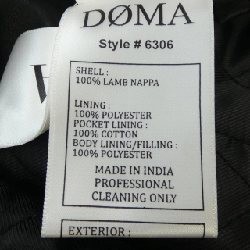 DØMA
Style # 6306
SHELL :
100% LAMB NAPPA
LINING :
100% POLYESTER
POCKET LINING :
100% COTTON
BODY LINING/FILLING :
100% POLYESTER
MADE IN INDIA
PROFESSIONAL
CLEANING ONLY
EXTERIOR :